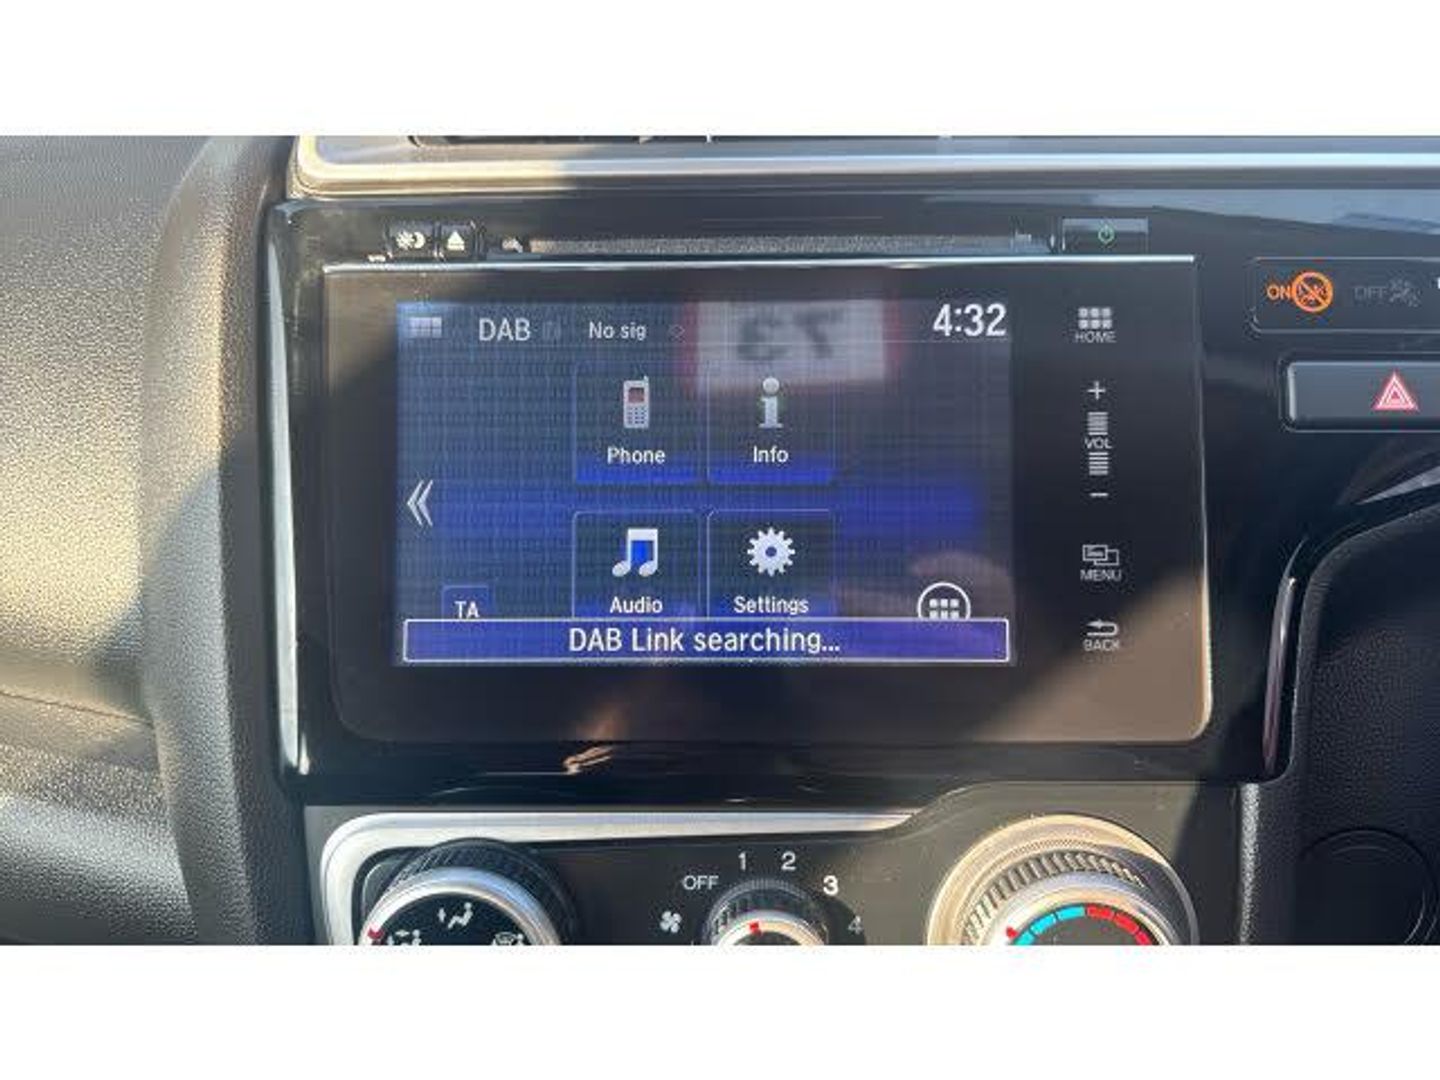 DAB No sig 4:32
HOME
ON OFF
Phone Info
+
VOL
−
Audio Settings
TA
DAB Link searching...
MENU
BACK
OFF 1 2 3 4